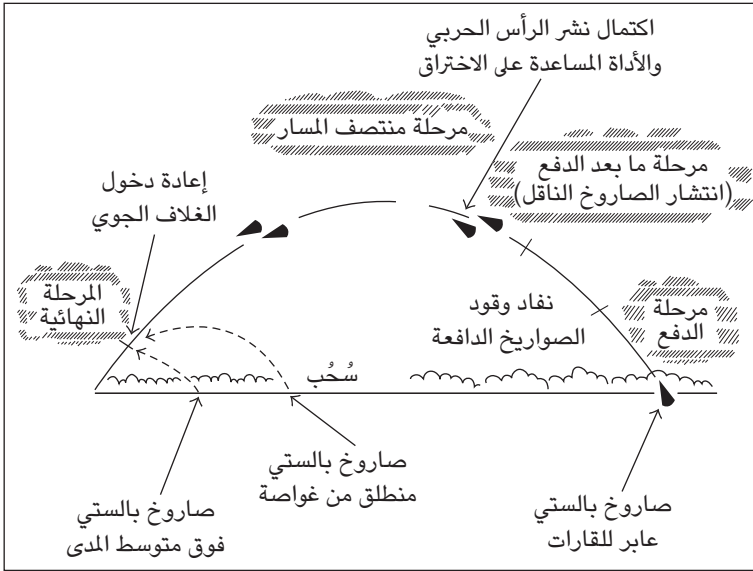 اكتمال نشر الرأس الحربي
والأداة المساعدة على الاختراق
مرحلة منتصف المسار
مرحلة ما بعد الدفع
(انتشار الصاروخ الناقل)
إعادة دخول
الغلاف الجوي
المرحلة
النهائية
نفاد وقود
الصواريخ الدافعة
مرحلة
الدفع
سُحُب
صاروخ بالستي
عابر للقارات
صاروخ بالستي
منطلق من غواصة
صاروخ بالستي
فوق متوسط المدى